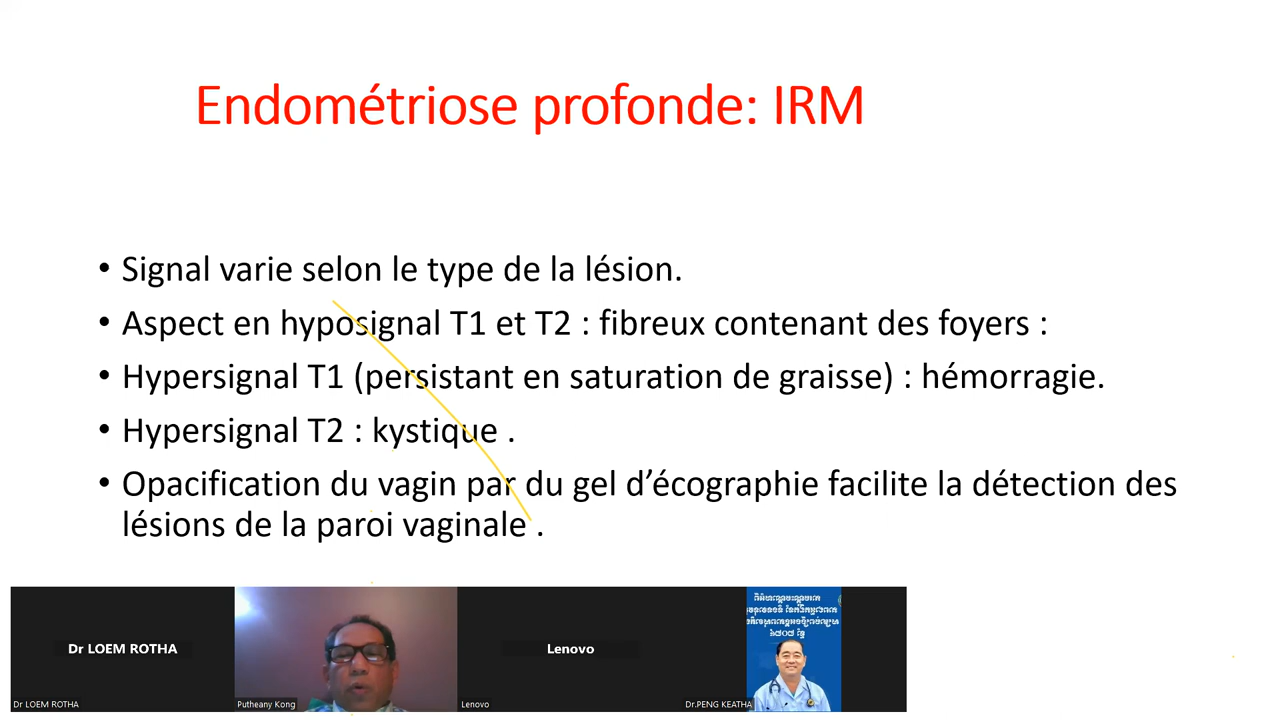 Endométriose profonde: IRM
• Signal varie selon le type de la lésion.
• Aspect en hyposignal T1 et T2 : fibreux contenant des foyers :
• Hypersignal T1 (persistant en saturation de graisse) : hémorragie.
• Hypersignal T2 : kystique .
• Opacification du vagin par du gel d’écographie facilite la détection des
lésions de la paroi vaginale .
Dr LOEM ROTHA
Lenovo
Dr LOEM ROTHA
Putheany Kong
Lenovo
Dr.PENG KEATHA